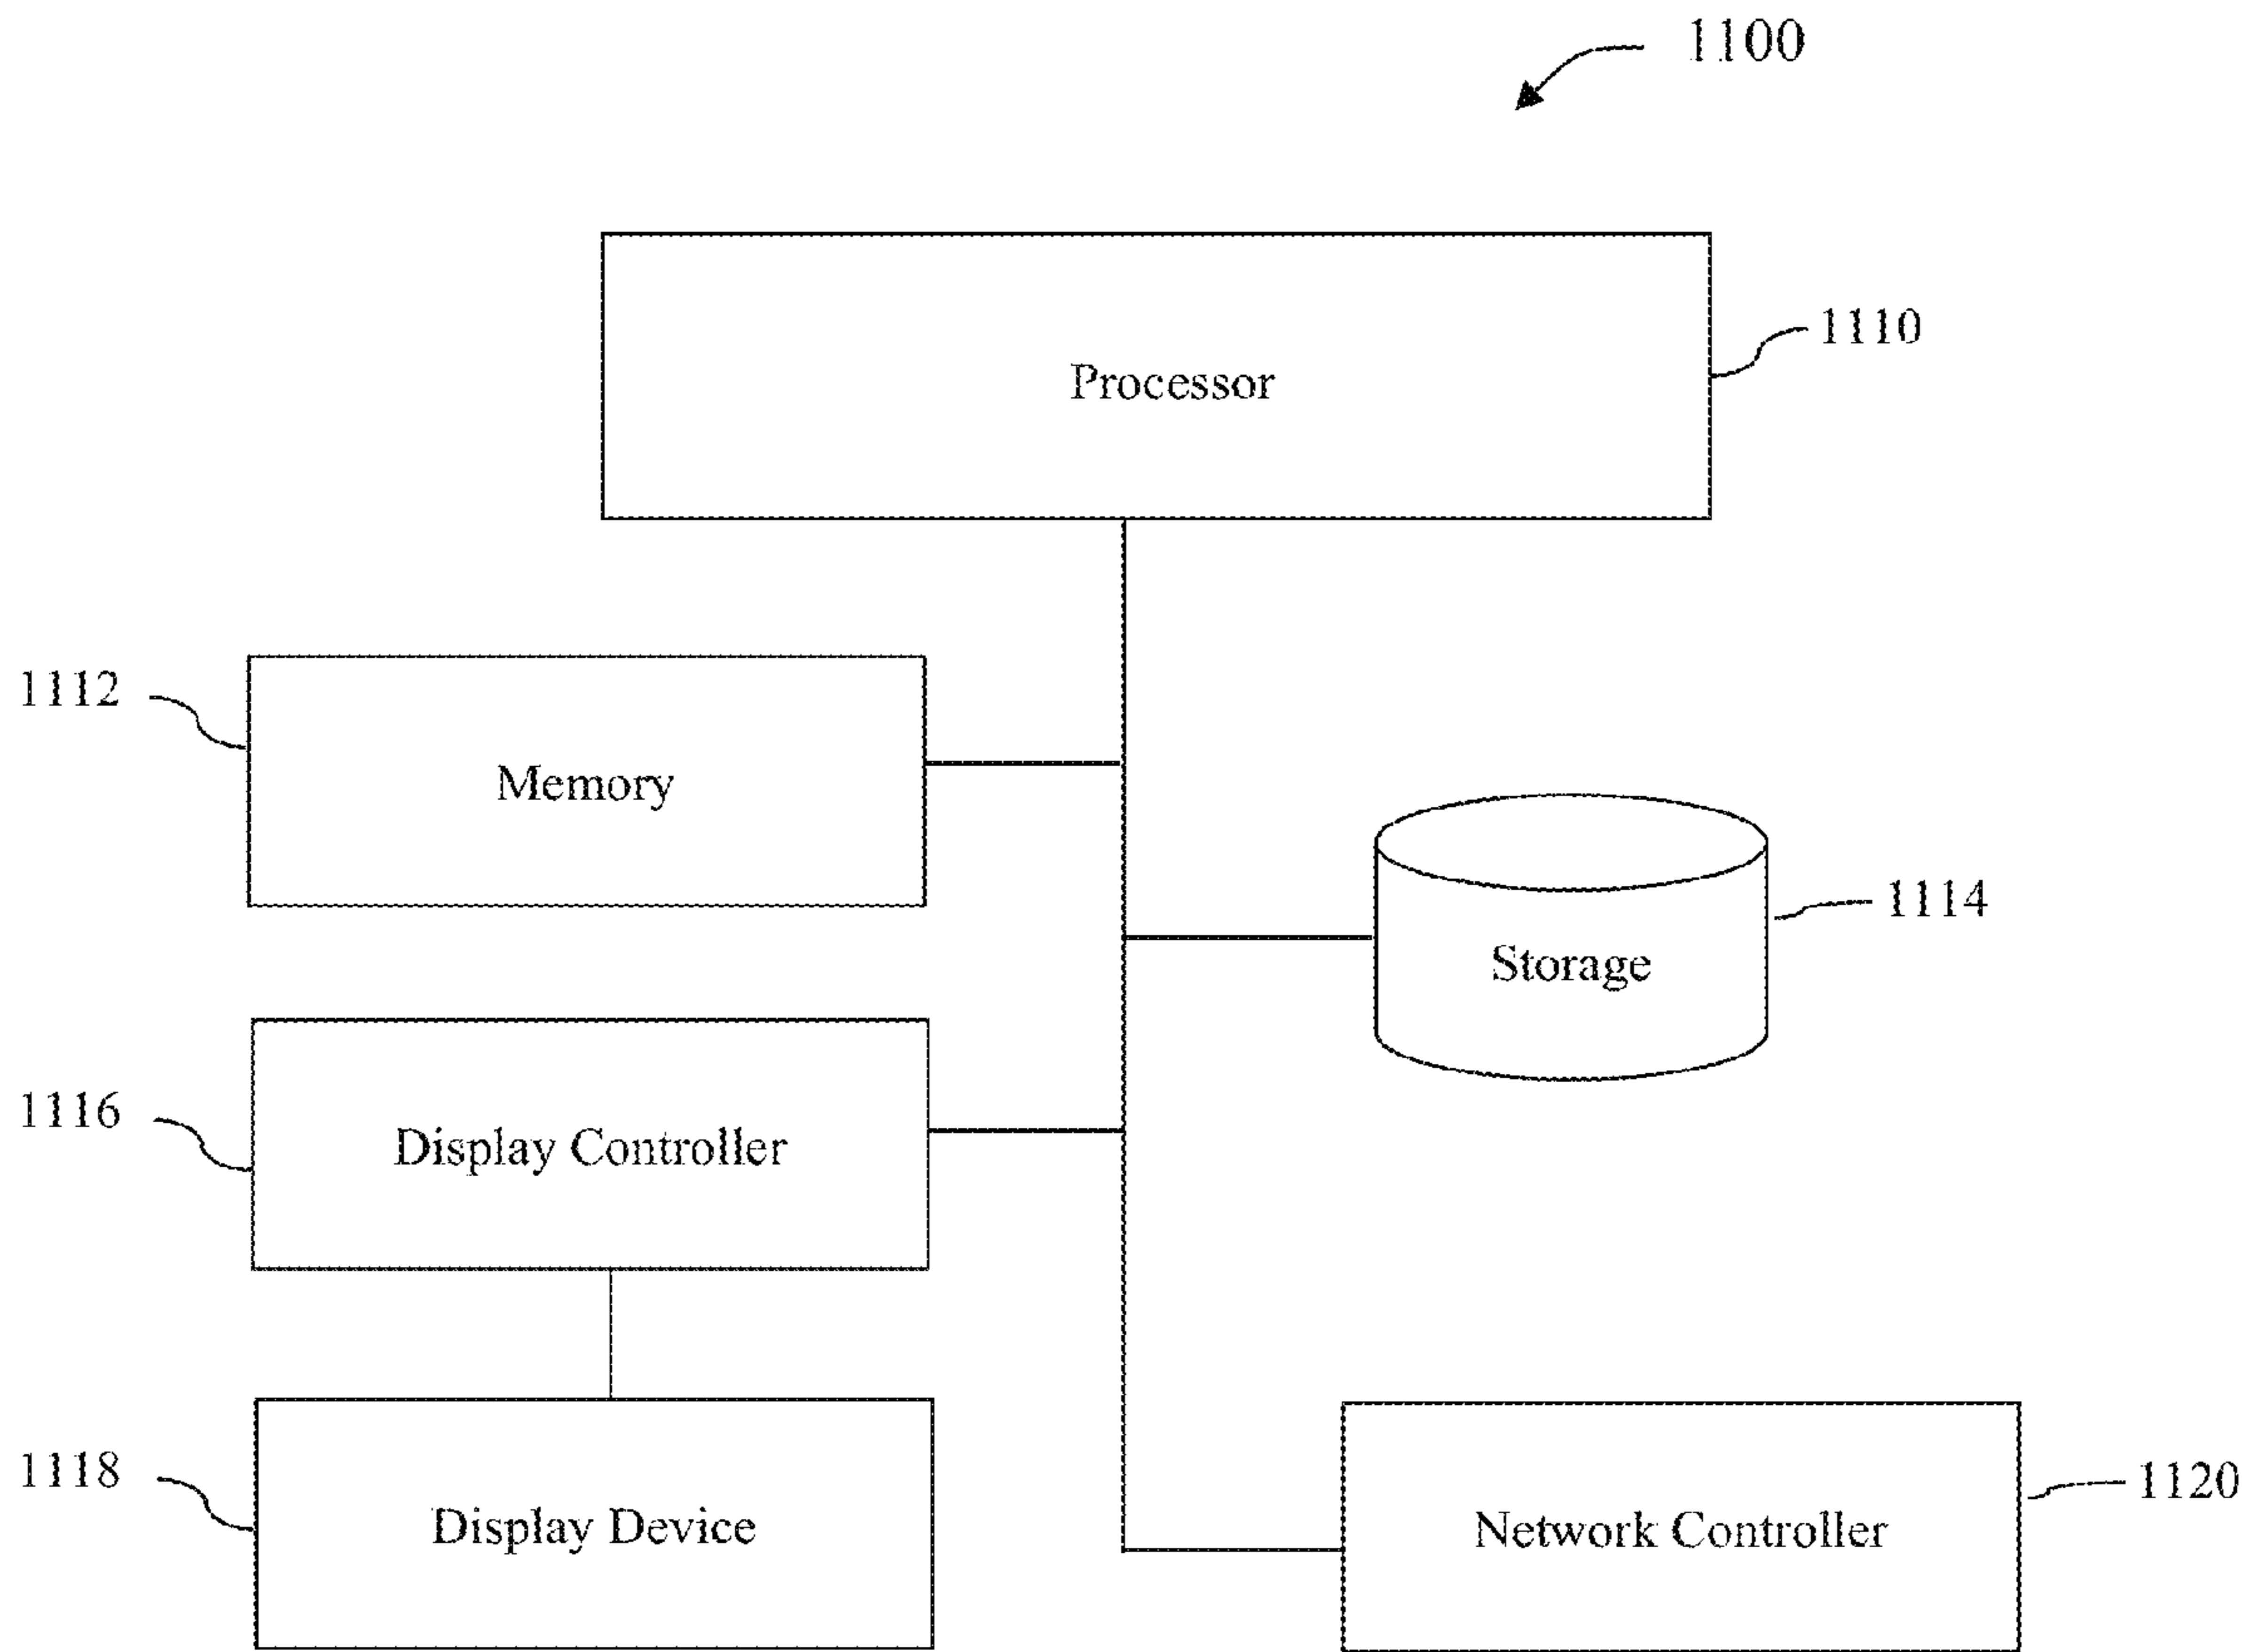 1100
1110
Processor
1112
Memory
1114
Storage
1116
Display Controller
1118
Display Device
1120
Network Controller